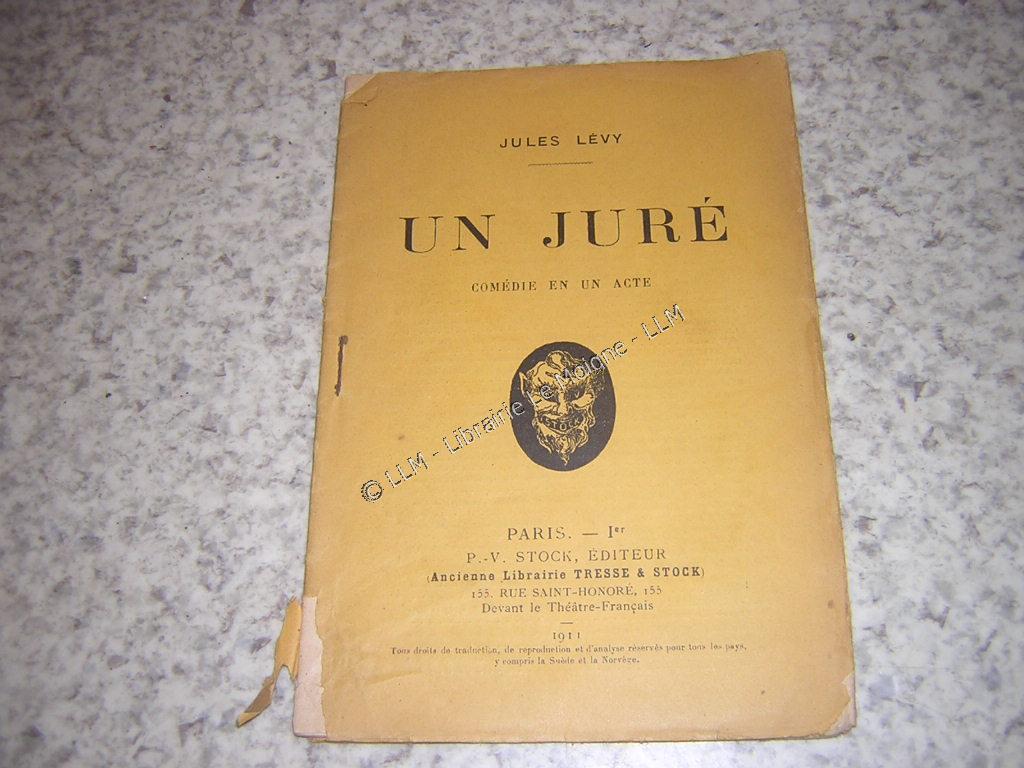 JULES LÉVY
UN JURÉ
COMÉDIE EN UN ACTE
STOCK
© LLM - Librairie Le Moigne - LLM
PARIS. — Ier
P.-V. STOCK, ÉDITEUR
(Ancienne Librairie TRESSE & STOCK)
155, RUE SAINT-HONORÉ, 155
Devant le Théâtre-Français
1911
Tous droits de traduction, de reproduction et d'analyse réservés pour tous les pays,
y compris la Suède et la Norvège.